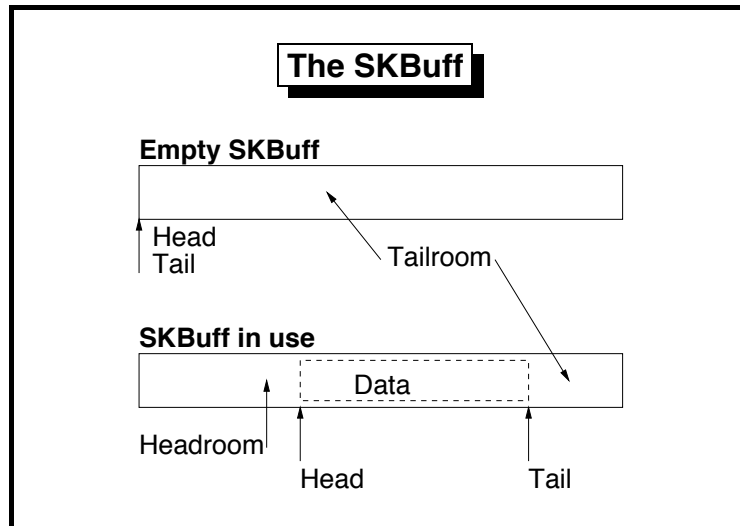 The SKBuff
Empty SKBuff
Head
Tail
Tailroom
SKBuff in use
Data
Headroom
Head
Tail